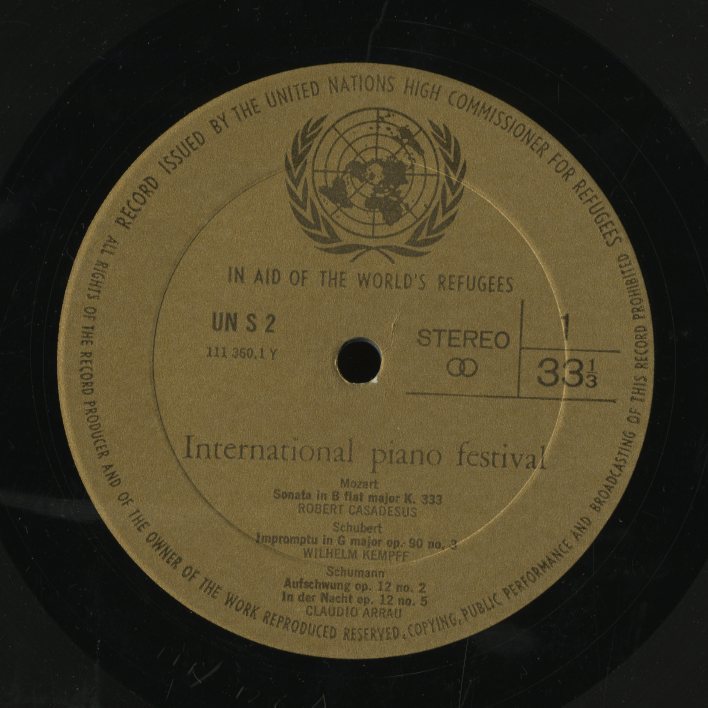 RECORD ISSUED BY THE UNITED NATIONS HIGH COMMISSIONER FOR REFUGEES
IN AID OF THE WORLD'S REFUGEES
UN S 2
111 360.1 Y
STEREO
1
33 1/3
International piano festival
Mozart
Sonata in B flat major K. 333
ROBERT CASADESUS
Schubert
Impromptu in G major op. 90 no. 3
WILHELM KEMPFF
Schumann
Aufschwung op. 12 no. 2
In der Nacht op. 12 no. 5
CLAUDIO ARRAU
ALL RIGHTS OF THE RECORD PRODUCER AND OF THE OWNER OF THE WORK REPRODUCED RESERVED. COPYING, PUBLIC PERFORMANCE AND BROADCASTING OF THIS RECORD PROHIBITED